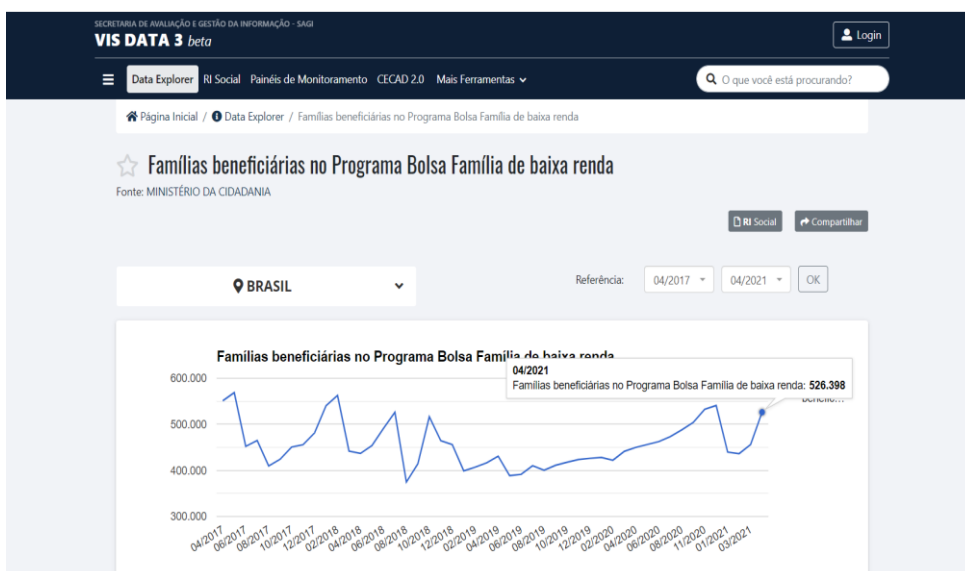 SECRETARIA DE AVALIAÇÃO E GESTÃO DA INFORMAÇÃO - SAGI
VIS DATA 3 beta
Login
Data Explorer RI Social Painéis de Monitoramento CECAD 2.0 Mais Ferramentas
O que você está procurando?
Página Inicial / Data Explorer / Famílias beneficiárias no Programa Bolsa Família de baixa renda
Famílias beneficiárias no Programa Bolsa Família de baixa renda
Fonte: MINISTÉRIO DA CIDADANIA
RI Social
Compartilhar
BRASIL
Referência: 04/2017 04/2021 OK
Famílias beneficiárias no Programa Bolsa Família de baixa renda
04/2021
Famílias beneficiárias no Programa Bolsa Família de baixa renda: 526.398
600.000
500.000
400.000
300.000
04/2017 06/2017 08/2017 10/2017 12/2017 02/2018 04/2018 06/2018 08/2018 10/2018 12/2018 02/2019 04/2019 06/2019 08/2019 10/2019 12/2019 02/2020 04/2020 06/2020 08/2020 11/2020 01/2021 03/2021